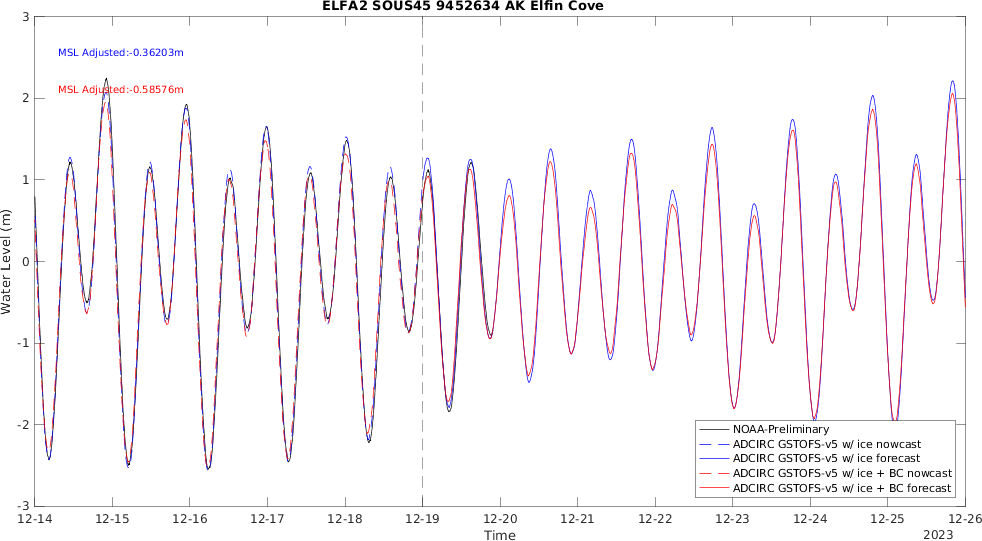 ELFA2 SOUS45 9452634 AK Elfin Cove
3
2
1
0
-1
-2
-3
Water Level (m)
MSL Adjusted:-0.36203m
MSL Adjusted:-0.58576m
NOAA-Preliminary
ADCIRC GSTOFS-v5 w/ ice nowcast
ADCIRC GSTOFS-v5 w/ ice forecast
ADCIRC GSTOFS-v5 w/ ice + BC nowcast
ADCIRC GSTOFS-v5 w/ ice + BC forecast
12-14 12-15 12-16 12-17 12-18 12-19 12-20 12-21 12-22 12-23 12-24 12-25 12-26
Time
2023